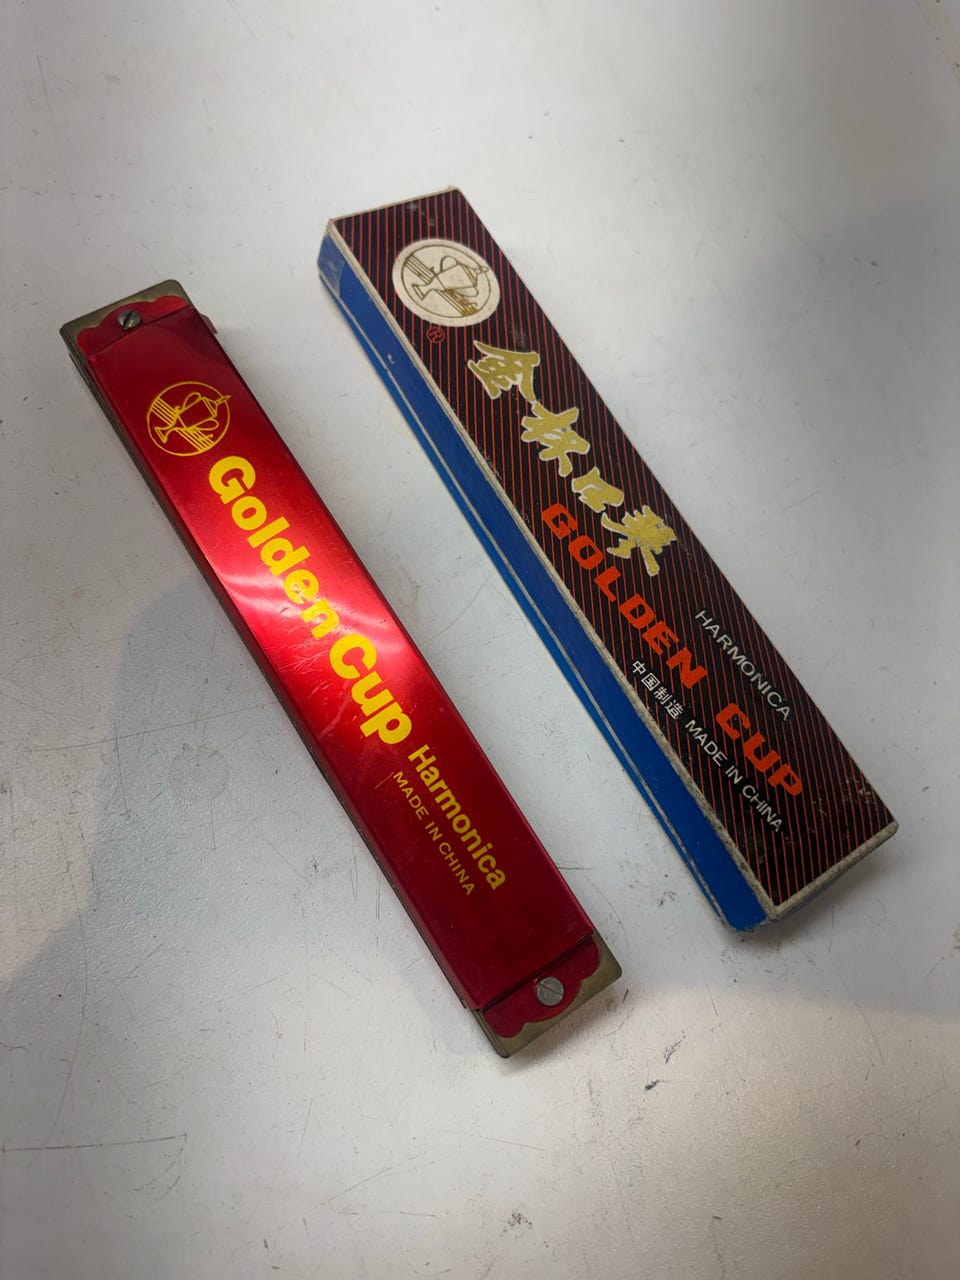 Golden Cup Harmonica
MADE IN CHINA
®
金杯口琴
GOLDEN CUP
HARMONICA
中国制造 MADE IN CHINA